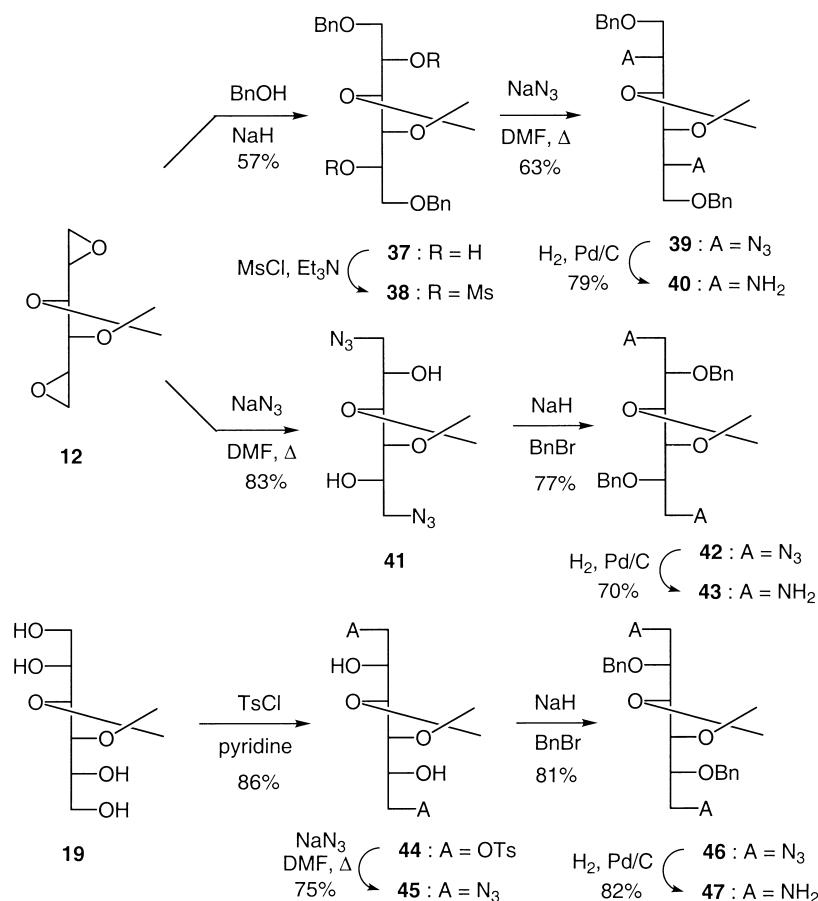 BnO
OR
O
O
RO
OBn
BnOH
NaH
57%
NaN₃
DMF, Δ
63%
BnO
A
O
O
A
OBn
37 : R = H
38 : R = Ms
MsCl, Et₃N
39 : A = N₃
40 : A = NH₂
H₂, Pd/C
79%
O
O
O
O
12
NaN₃
DMF, Δ
83%
N₃
OH
O
O
HO
N₃
41
NaH
BnBr
77%
A
OBn
O
O
BnO
A
42 : A = N₃
43 : A = NH₂
H₂, Pd/C
70%
HO
HO
O
O
OH
OH
19
TsCl
pyridine
86%
A
HO
O
O
OH
A
NaH
BnBr
81%
A
BnO
O
O
OBn
A
NaN₃
DMF, Δ
75%
44 : A = OTs
45 : A = N₃
H₂, Pd/C
82%
46 : A = N₃
47 : A = NH₂